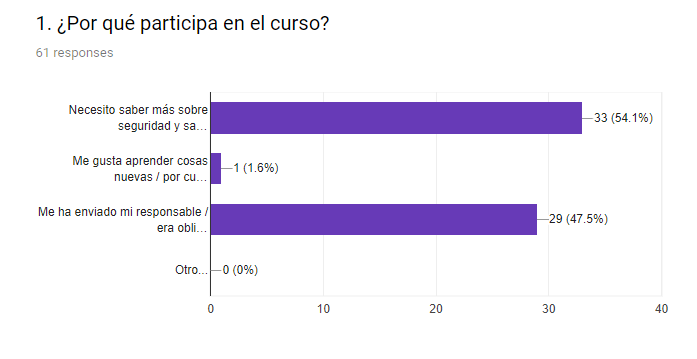 1. ¿Por qué participa en el curso?
61 responses
Necesito saber más sobre
seguridad y sa...
33 (54.1%)
Me gusta aprender cosas
nuevas / por cu...
1 (1.6%)
Me ha enviado mi responsable /
era obli...
29 (47.5%)
Otro...
0 (0%)
0
10
20
30
40